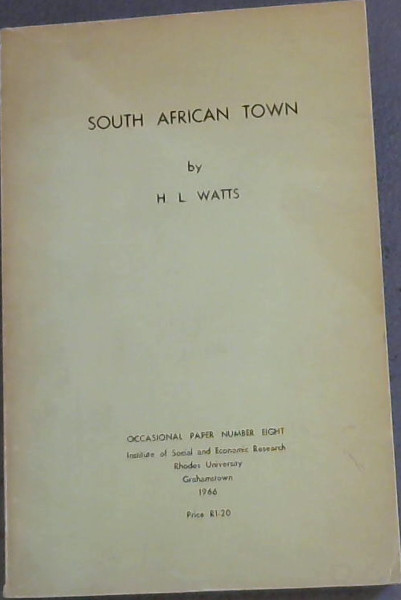 SOUTH AFRICAN TOWN
by
H L WATTS
OCCASIONAL PAPER NUMBER EIGHT
Institute of Social and Economic Research
Rhodes University
Grahamstown
1966
Price R1·20